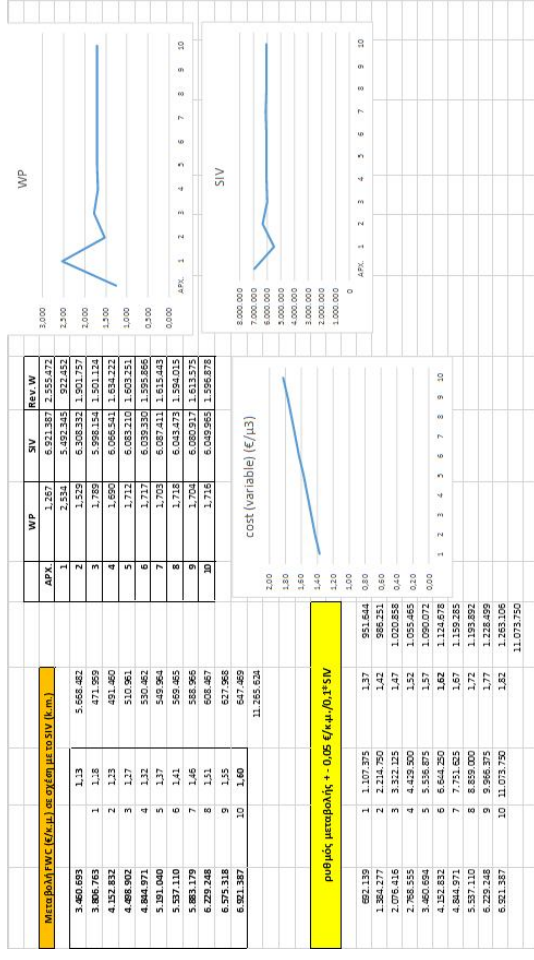 Μεταβολή FWC (€/κ.μ.) σε σχέση με το SIV (k.m.)
3.460.693 1,13 5.668.482
3.806.763 1 1,18 471.959
4.152.832 2 1,23 491.460
4.498.902 3 1,27 510.961
4.844.971 4 1,32 530.462
5.191.040 5 1,37 549.964
5.537.110 6 1,41 569.465
5.883.179 7 1,46 588.966
6.229.248 8 1,51 608.467
6.575.318 9 1,55 627.968
6.921.387 10 1,60 647.469
11.265.624
ρυθμός μεταβολής + - 0,05 €/κ.μ./0,1*SIV
692.139 1 1.107.375 1,37 951.644
1.384.277 2 2.214.750 1,42 986.251
2.076.416 3 3.322.125 1,47 1.020.858
2.768.555 4 4.429.500 1,52 1.055.465
3.460.694 5 5.536.875 1,57 1.090.072
4.152.832 6 6.644.250 1,62 1.124.678
4.844.971 7 7.751.625 1,67 1.159.285
5.537.110 8 8.859.000 1,72 1.193.892
6.229.248 9 9.966.375 1,77 1.228.499
6.921.387 10 11.073.750 1,82 1.263.106
11.073.750
WP SIV Rev. W
ΑΡΧ. 1,267 6.921.387 2.555.472
1 2,534 5.492.345 922.452
2 1,529 6.308.332 1.901.757
3 1,789 5.998.154 1.501.124
4 1,690 6.066.541 1.634.222
5 1,712 6.083.210 1.603.251
6 1,717 6.039.330 1.595.866
7 1,703 6.087.411 1.615.443
8 1,718 6.043.473 1.594.015
9 1,704 6.080.917 1.613.575
10 1,716 6.049.965 1.596.878
cost (variable) (€/μ3)
2,00
1,80
1,60
1,40
1,20
1,00
0,80
0,60
0,40
0,20
0,00
1 2 3 4 5 6 7 8 9 10
WP
3,000
2,500
2,000
1,500
1,000
0,500
0,000
ΑΡΧ. 1 2 3 4 5 6 7 8 9 10
SIV
8.000.000
7.000.000
6.000.000
5.000.000
4.000.000
3.000.000
2.000.000
1.000.000
0
ΑΡΧ. 1 2 3 4 5 6 7 8 9 10